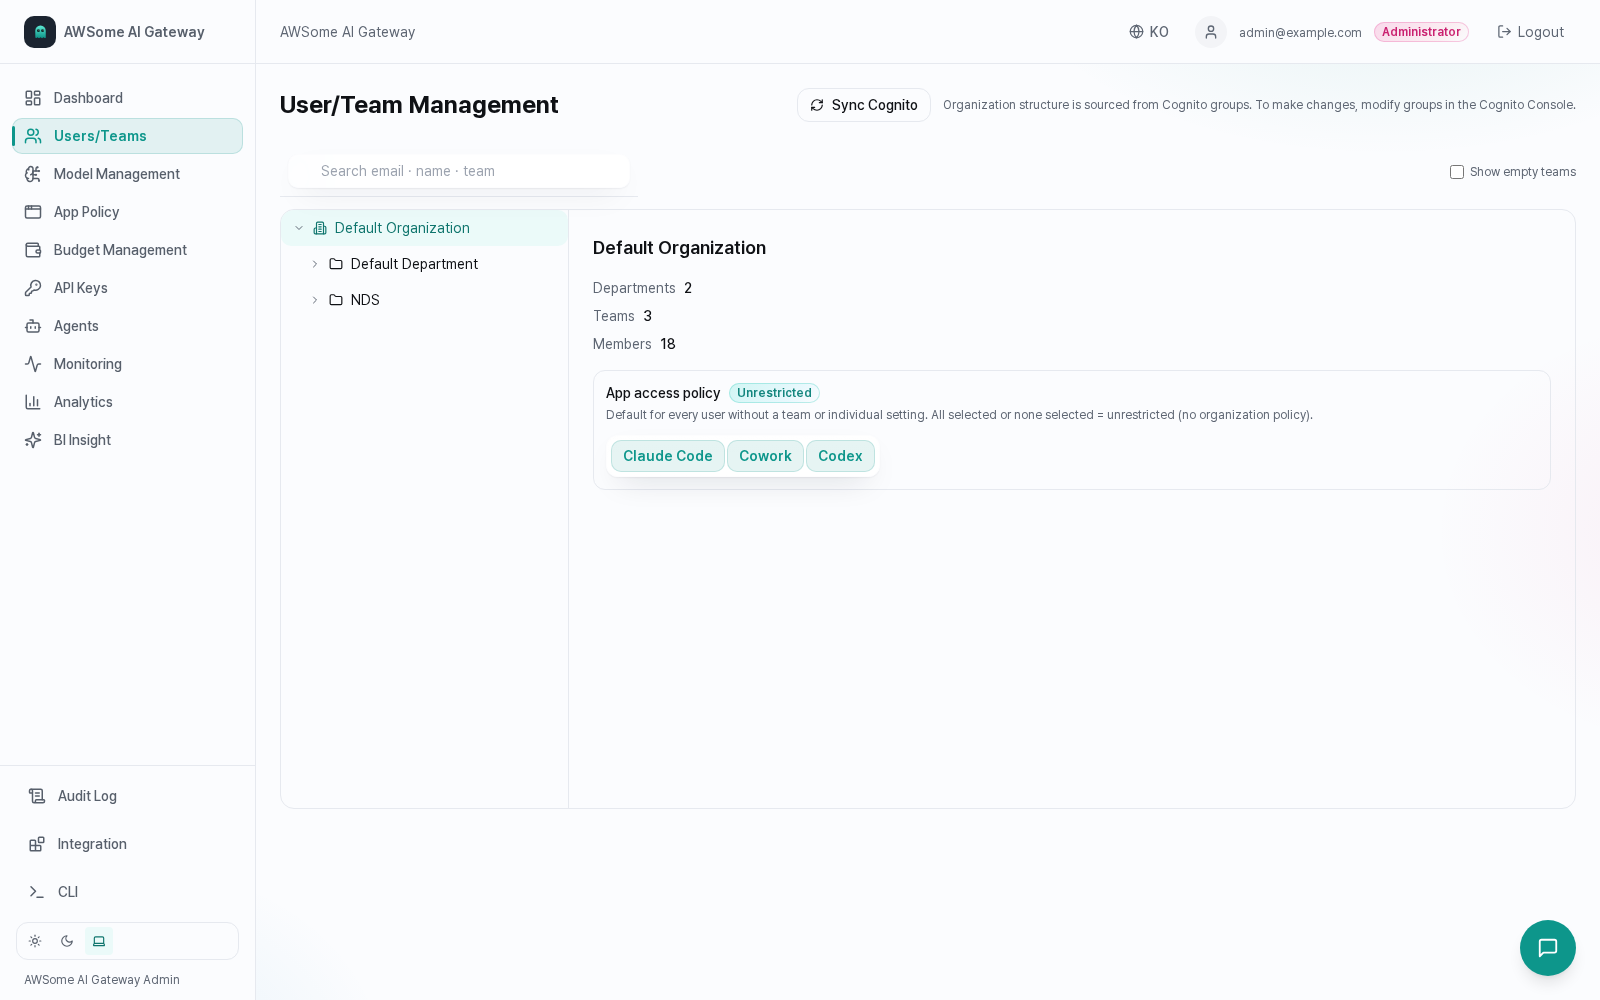 AWSome AI Gateway
AWSome AI Gateway
KO
admin@example.com
Administrator
Logout
Dashboard
Users/Teams
Model Management
App Policy
Budget Management
API Keys
Agents
Monitoring
Analytics
BI Insight
Audit Log
Integration
CLI
AWSome AI Gateway Admin
User/Team Management
Sync Cognito
Organization structure is sourced from Cognito groups. To make changes, modify groups in the Cognito Console.
Search email · name · team
Show empty teams
Default Organization
Default Department
NDS
Default Organization
Departments 2
Teams 3
Members 18
App access policy Unrestricted
Default for every user without a team or individual setting. All selected or none selected = unrestricted (no organization policy).
Claude Code Cowork Codex